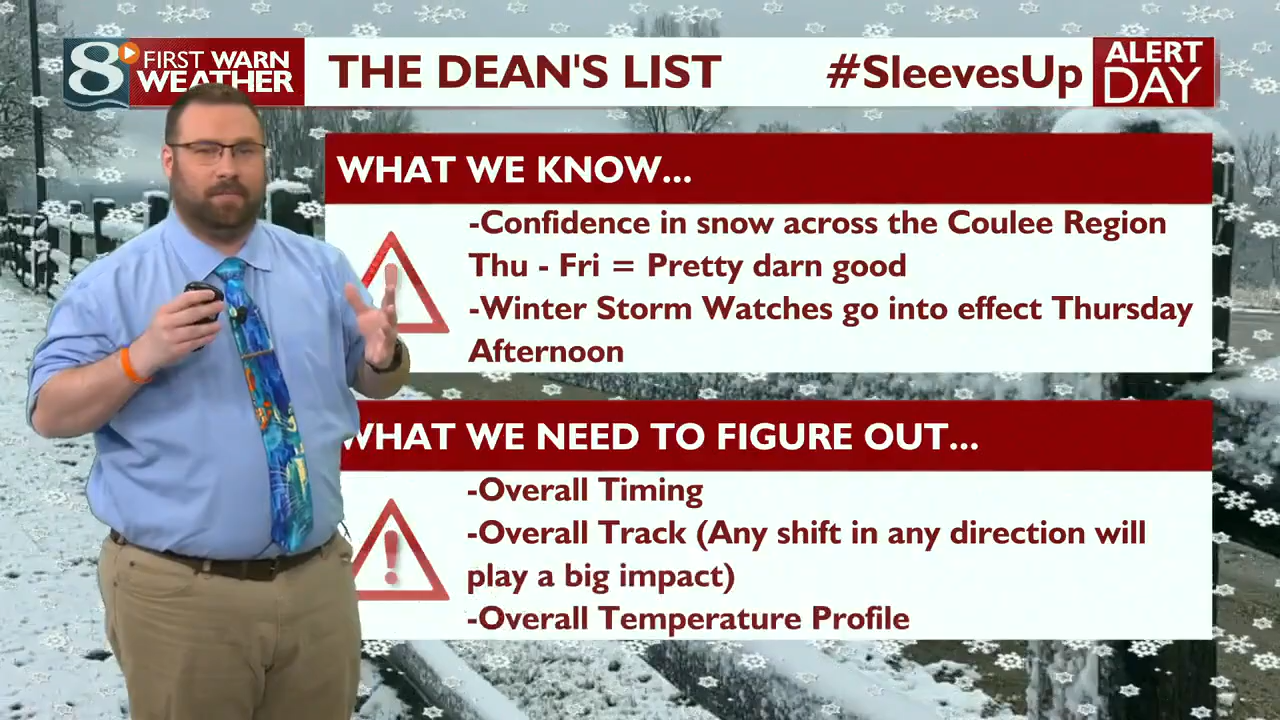 8 FIRST WARN
WEATHER
THE DEAN'S LIST
#SleevesUp
ALERT
DAY
WHAT WE KNOW...
-Confidence in snow across the Coulee Region
Thu - Fri = Pretty darn good
-Winter Storm Watches go into effect Thursday
Afternoon
WHAT WE NEED TO FIGURE OUT...
-Overall Timing
-Overall Track (Any shift in any direction will
play a big impact)
-Overall Temperature Profile